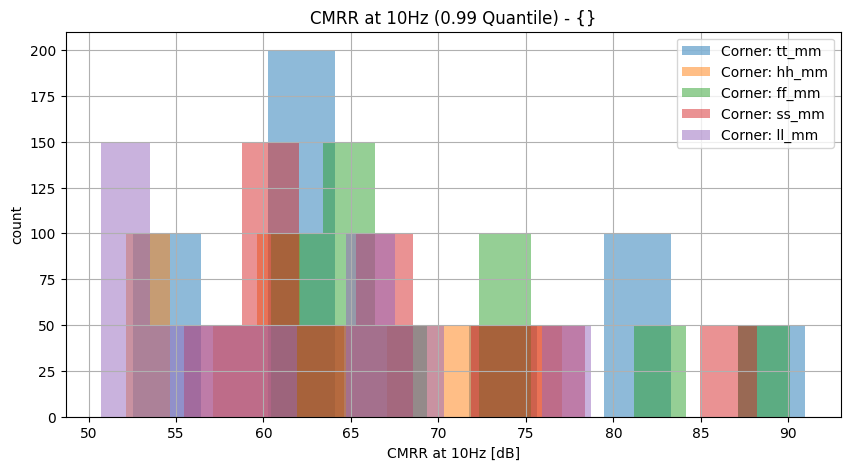 CMRR at 10Hz (0.99 Quantile) - {}
count
200
175
150
125
100
75
50
25
0
Corner: tt_mm
Corner: hh_mm
Corner: ff_mm
Corner: ss_mm
Corner: ll_mm
50 55 60 65 70 75 80 85 90
CMRR at 10Hz [dB]